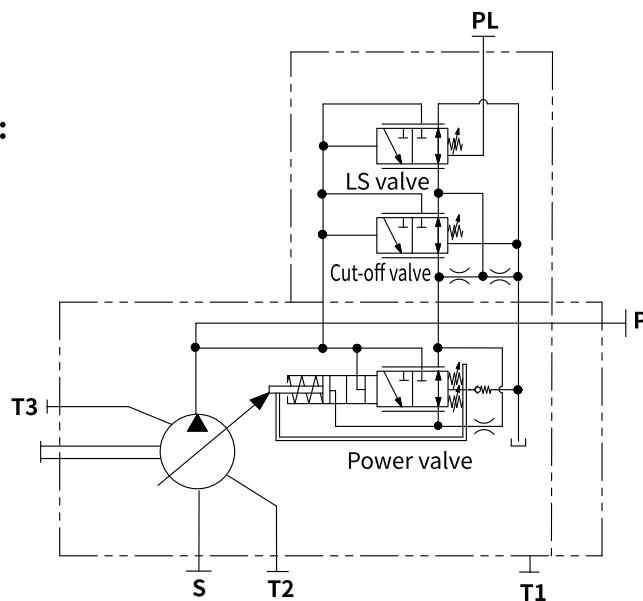 PL
:
LS valve
Cut-off valve
P
T3
Power valve
S
T2
T1